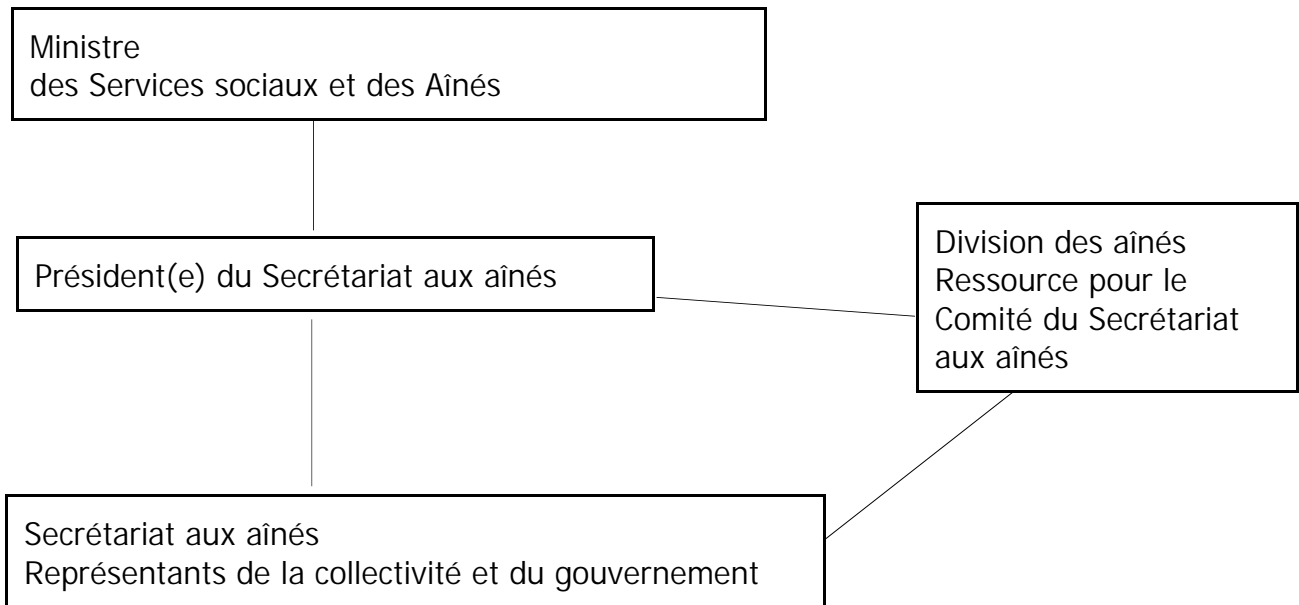 Ministre
des Services sociaux et des Aînés
Président(e) du Secrétariat aux aînés
Division des aînés
Ressource pour le
Comité du Secrétariat
aux aînés
Secrétariat aux aînés
Représentants de la collectivité et du gouvernement